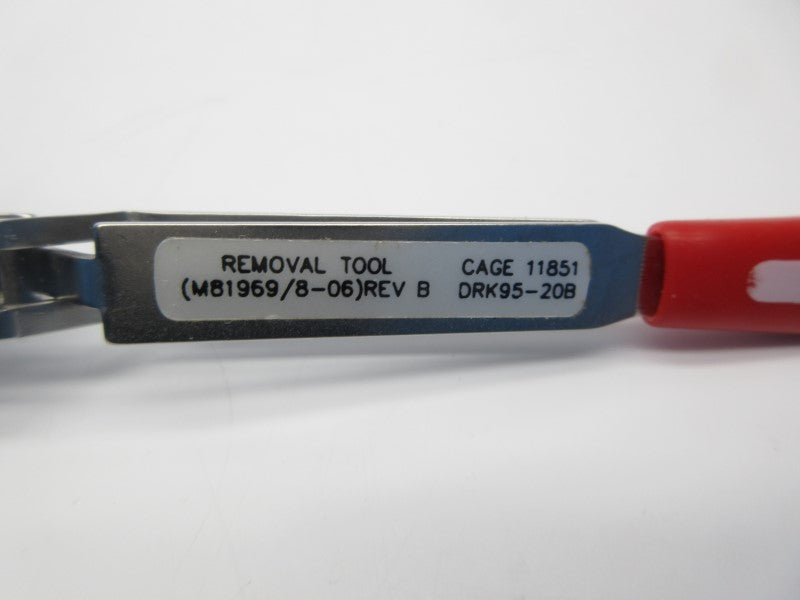 REMOVAL TOOL CAGE 11851
(M81969/8-06)REV B DRK95-20B